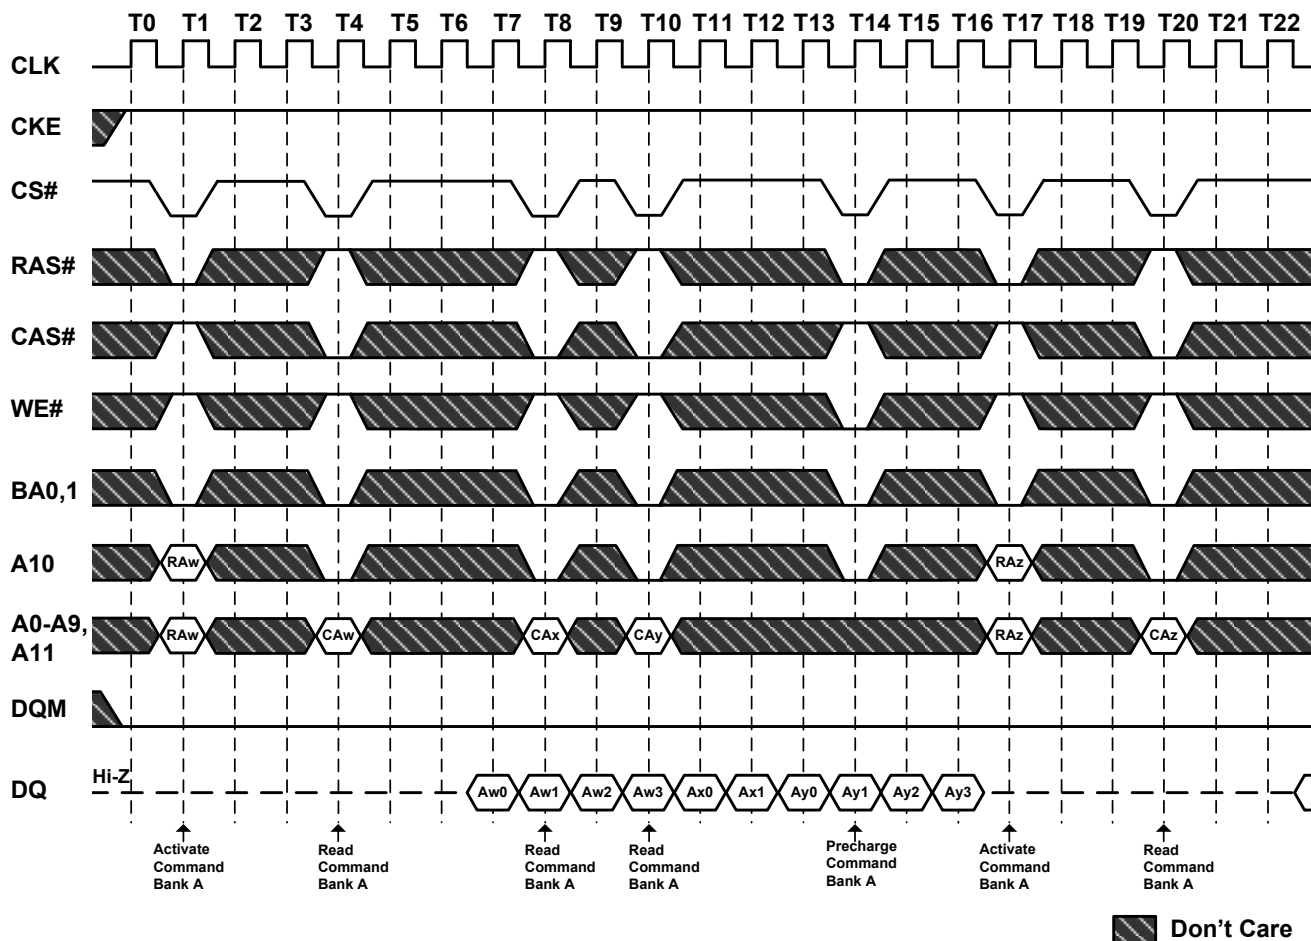 T0 T1 T2 T3 T4 T5 T6 T7 T8 T9 T10 T11 T12 T13 T14 T15 T16 T17 T18 T19 T20 T21 T22
CLK
CKE
CS#
RAS#
CAS#
WE#
BA0,1
A10 RAw RAz
A0-A9,
A11
RAw CAw CAx CAy RAz CAz
DQM
Hi-Z
DQ Aw0 Aw1 Aw2 Aw3 Ax0 Ax1 Ay0 Ay1 Ay2 Ay3
Activate
Command
Bank A
Read
Command
Bank A
Read
Command
Bank A
Read
Command
Bank A
Precharge
Command
Bank A
Activate
Command
Bank A
Read
Command
Bank A
Don't Care